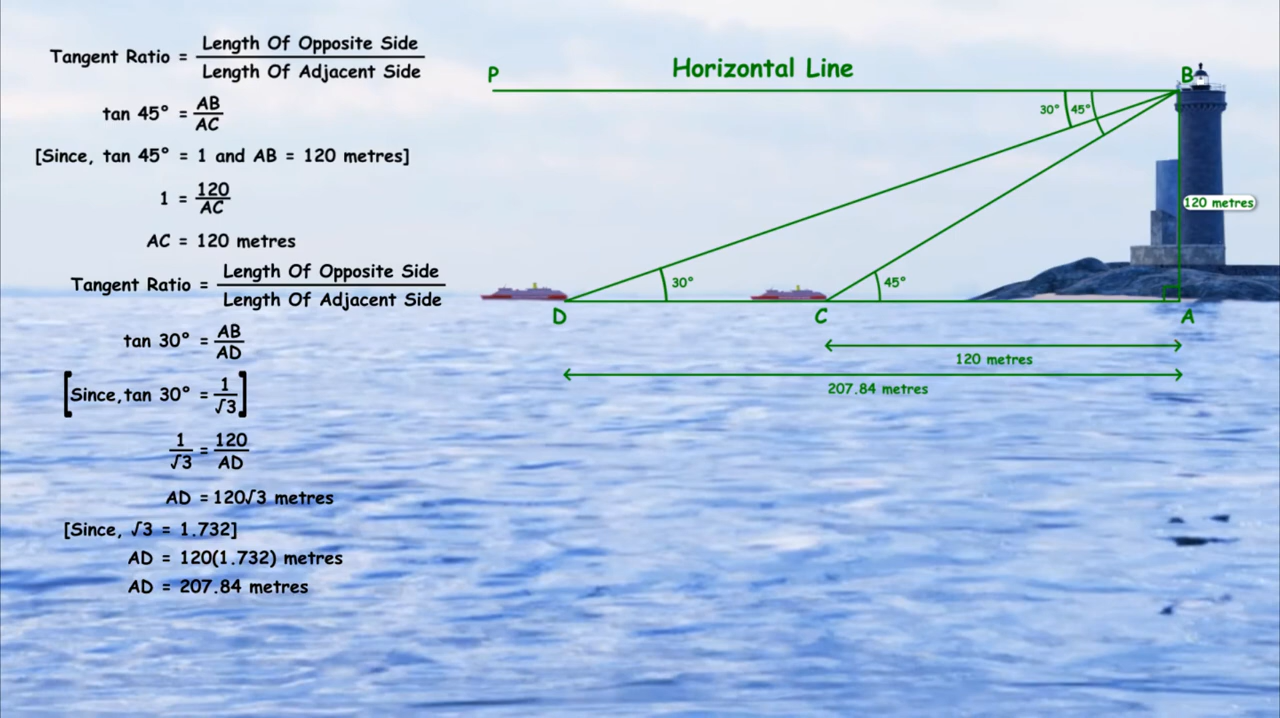 Tangent Ratio = Length Of Opposite Side / Length Of Adjacent Side
tan 45° = AB / AC
[Since, tan 45° = 1 and AB = 120 metres]
1 = 120 / AC
AC = 120 metres
Tangent Ratio = Length Of Opposite Side / Length Of Adjacent Side
tan 30° = AB / AD
[Since,tan 30° = 1 / √3]
1 / √3 = 120 / AD
AD = 120√3 metres
[Since, √3 = 1.732]
AD = 120(1.732) metres
AD = 207.84 metres
P
Horizontal Line
B
30° 45°
120 metres
30°
45°
D
C
A
120 metres
207.84 metres